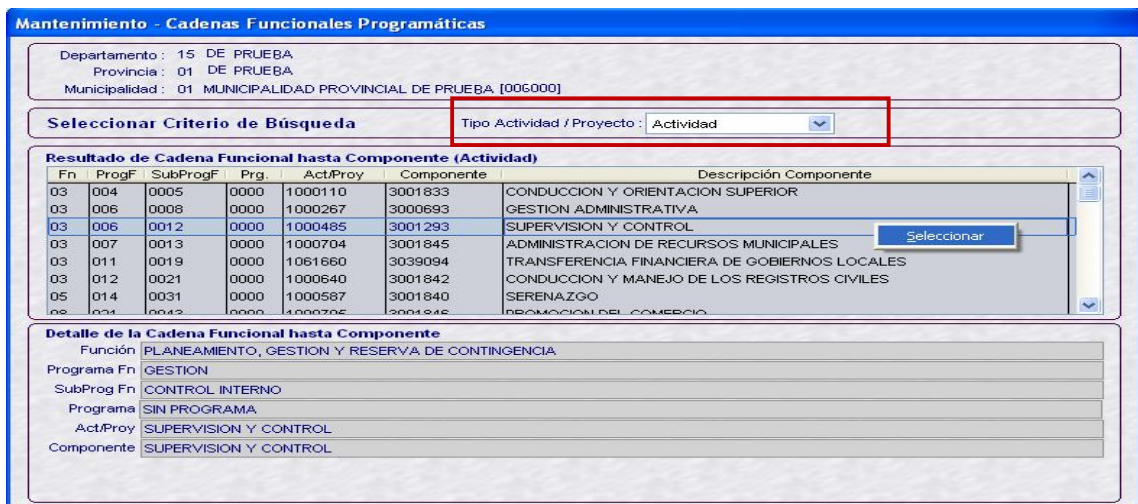 Mantenimiento - Cadenas Funcionales Programáticas
Departamento : 15 DE PRUEBA
Provincia : 01 DE PRUEBA
Municipalidad : 01 MUNICIPALIDAD PROVINCIAL DE PRUEBA [006000]
Seleccionar Criterio de Búsqueda Tipo Actividad / Proyecto : Actividad
Resultado de Cadena Funcional hasta Componente (Actividad)
Fn ProgF SubProgF Prg. Act/Proy Componente Descripción Componente
03 004 0005 0000 1000110 3001833 CONDUCCION Y ORIENTACION SUPERIOR
03 006 0008 0000 1000267 3000693 GESTION ADMINISTRATIVA
03 006 0012 0000 1000485 3001293 SUPERVISION Y CONTROL Seleccionar
03 007 0013 0000 1000704 3001845 ADMINISTRACION DE RECURSOS MUNICIPALES
03 011 0019 0000 1061660 3039094 TRANSFERENCIA FINANCIERA DE GOBIERNOS LOCALES
03 012 0021 0000 1000640 3001842 CONDUCCION Y MANEJO DE LOS REGISTROS CIVILES
05 014 0031 0000 1000587 3001840 SERENAZGO
PROMOCION DEL COMERCIO
Detalle de la Cadena Funcional hasta Componente
Función PLANEAMIENTO, GESTION Y RESERVA DE CONTINGENCIA
Programa Fn GESTION
SubProg Fn CONTROL INTERNO
Programa SIN PROGRAMA
Act/Proy SUPERVISION Y CONTROL
Componente SUPERVISION Y CONTROL